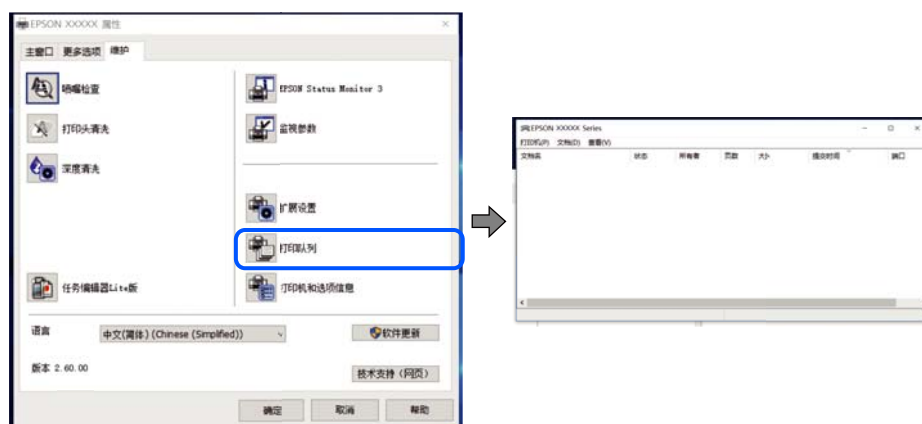 EPSON XXXXX 属性
主窗口 更多选项 维护
喷嘴检查
打印头清洗
深度清洗
任务编辑器Lite版
EPSON Status Monitor 3
监视参数
扩展设置
打印队列
打印机和选项信息
语言 中文(简体) (Chinese (Simplified))
软件更新
版本 2.60.00
技术支持（网页）
确定 取消 帮助
EPSON XXXXX Series
打印机(P) 文档(D) 查看(V)
文档名 状态 所有者 页数 大小 提交时间 端口